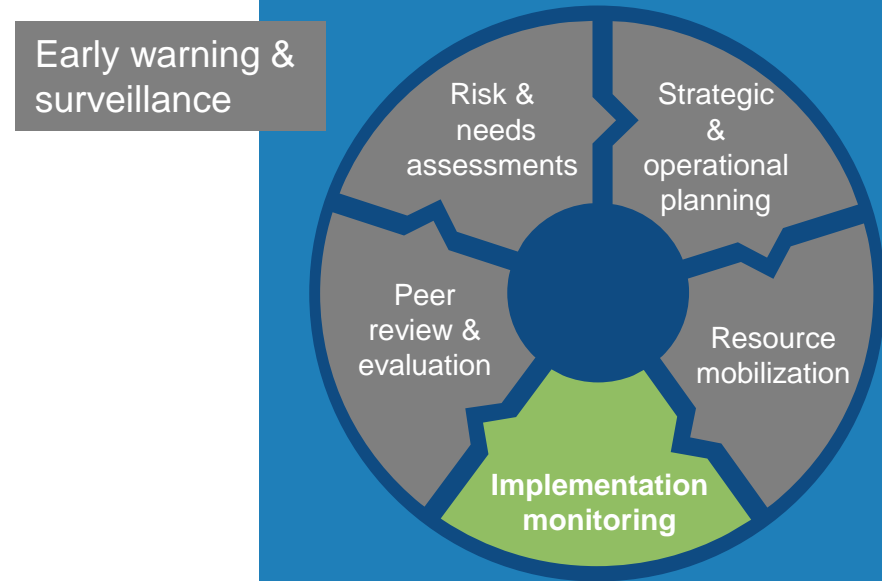 Early warning &
surveillance
Risk &
needs
assessments
Strategic
&
operational
planning
Peer
review &
evaluation
Resource
mobilization
Implementation
monitoring